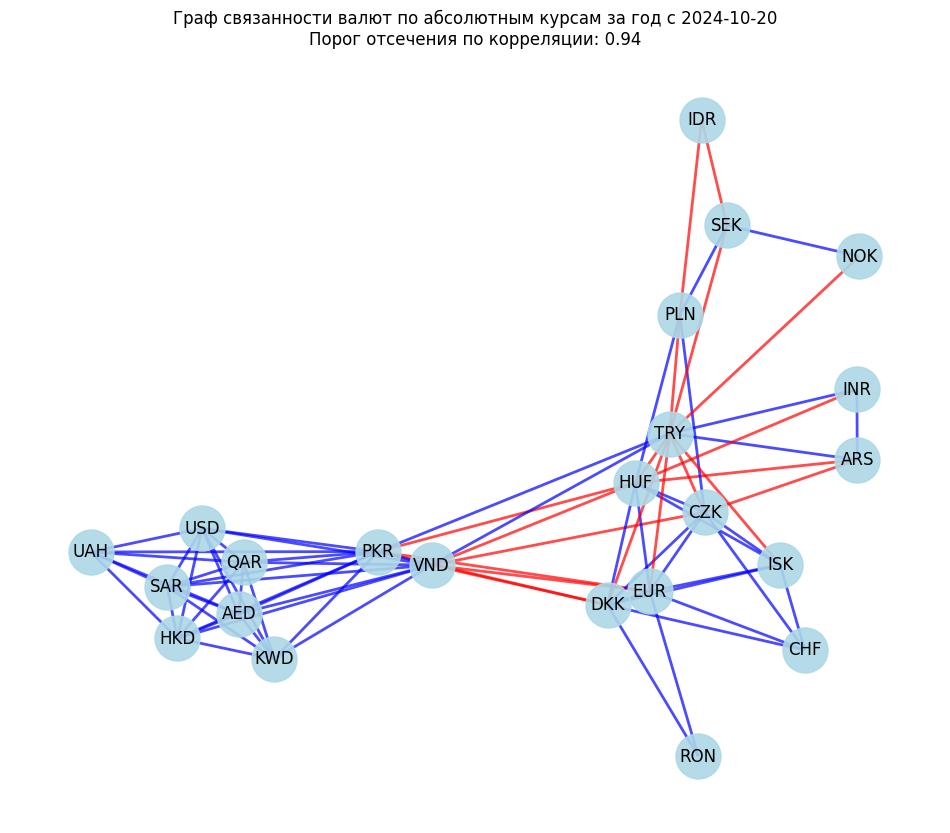 Граф связанности валют по абсолютным курсам за год с 2024-10-20
Порог отсечения по корреляции: 0.94
IDR
SEK
NOK
PLN
INR
TRY
ARS
HUF
CZK
USD
UAH
PKR
QAR
VND
ISK
SAR
EUR
DKK
AED
HKD
CHF
KWD
RON